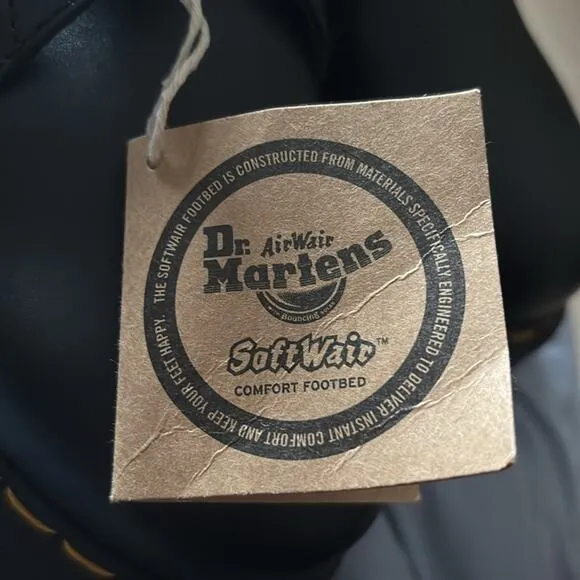 THE SOFTWAIR FOOTBED IS CONSTRUCTED FROM MATERIALS SPECIFICALLY ENGINEERED TO DELIVER INSTANT COMFORT AND KEEP YOUR FEET HAPPY.
Dr. AirWair
Martens
With Bouncing Soles
SoftWair™
COMFORT FOOTBED